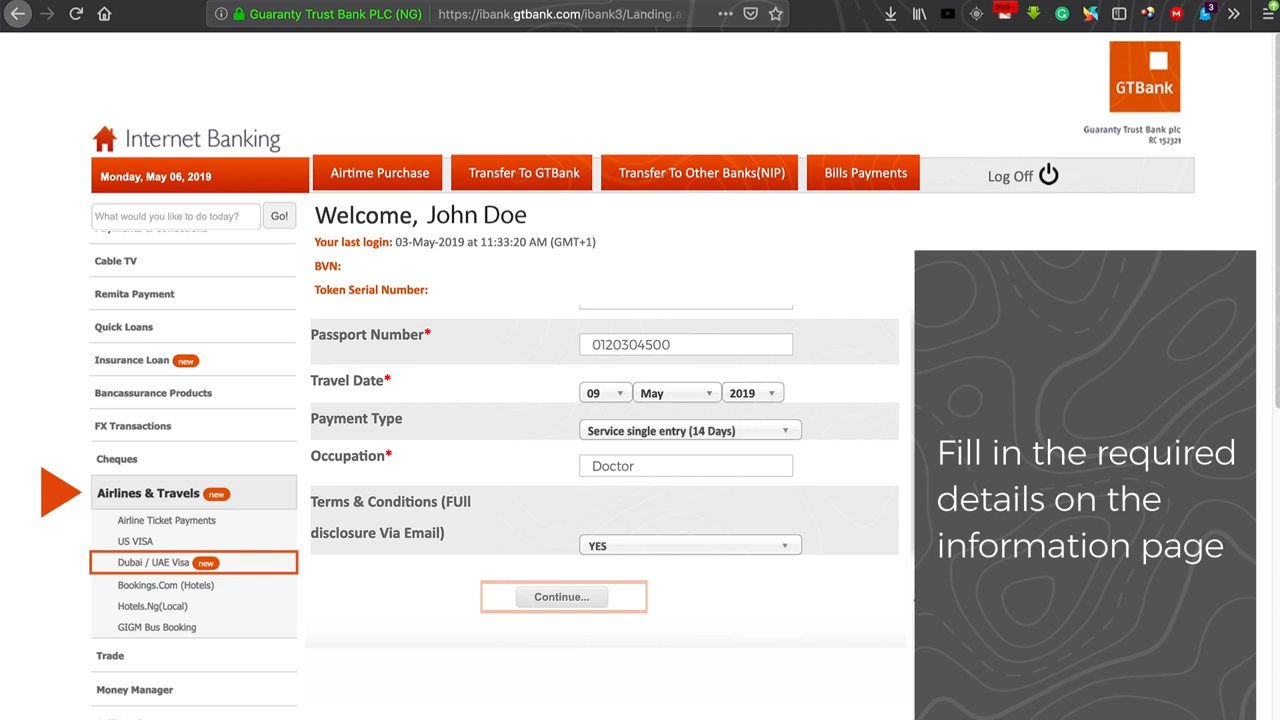 Guaranty Trust Bank PLC (NG)
https://ibank.gtbank.com/ibank3/Landing.as
999+
3
GTBank
Guaranty Trust Bank plc
RC 152321
Internet Banking
Monday, May 06, 2019
Airtime Purchase
Transfer To GTBank
Transfer To Other Banks(NIP)
Bills Payments
Log Off
What would you like to do today?
Go!
Welcome, John Doe
Your last login: 03-May-2019 at 11:33:20 AM (GMT+1)
BVN:
Token Serial Number:
Cable TV
Remita Payment
Quick Loans
Insurance Loan new
Bancassurance Products
FX Transactions
Cheques
Airlines & Travels new
Airline Ticket Payments
US VISA
Dubai / UAE Visa new
Bookings.Com (Hotels)
Hotels.Ng(Local)
GIGM Bus Booking
Trade
Money Manager
Passport Number*
0120304500
Travel Date*
09 May 2019
Payment Type
Service single entry (14 Days)
Occupation*
Doctor
Terms & Conditions (FUll
disclosure Via Email)
YES
Continue...
Fill in the required
details on the
information page